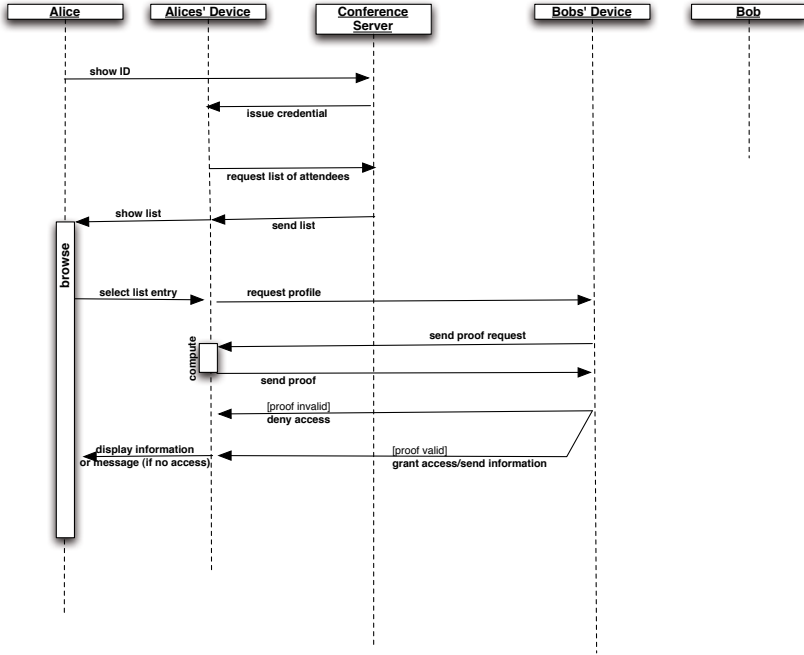 Alice
Alices' Device
Conference
Server
Bobs' Device
Bob
show ID
issue credential
request list of attendees
show list
send list
browse
select list entry
request profile
send proof request
compute
send proof
[proof invalid]
deny access
display information
or message (if no access)
[proof valid]
grant access/send information